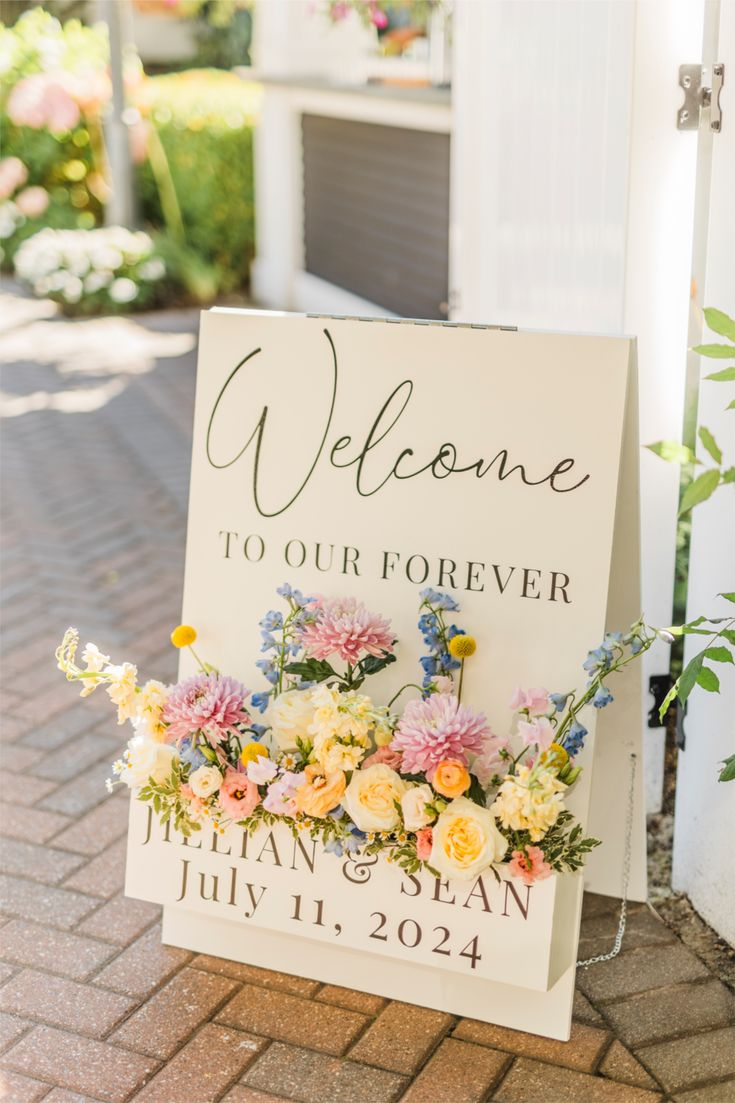 Welcome
TO OUR FOREVER
JILLIAN & SEAN
July 11, 2024